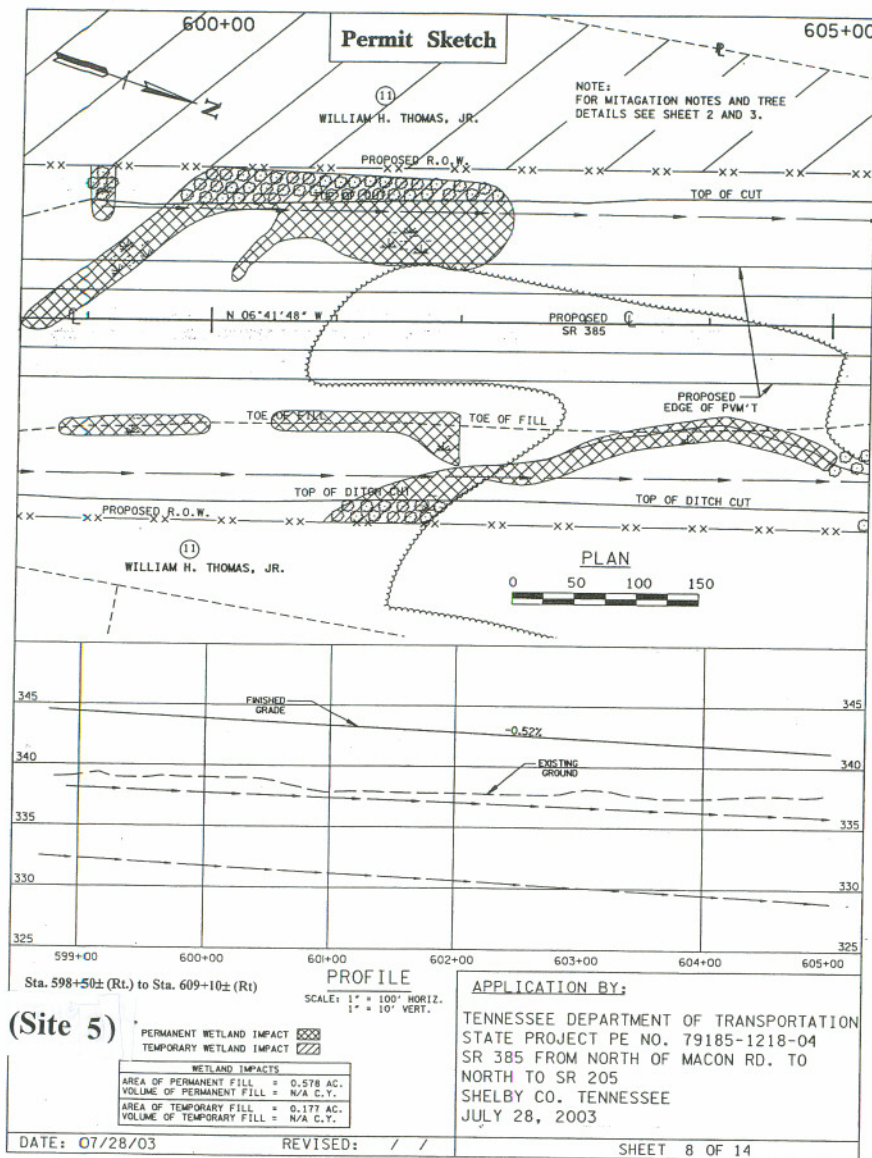 600+00
Permit Sketch
605+00
N
11
WILLIAM H. THOMAS, JR.
NOTE:
FOR MITAGATION NOTES AND TREE
DETAILS SEE SHEET 2 AND 3.
PROPOSED R.O.W.
TOP OF CUT
TOP OF CUT
N 06°41'48" W
PROPOSED
SR 385
PROPOSED
EDGE OF PVM'T
TOE OF FILL
TOE OF FILL
TOP OF DITCH CUT
TOP OF DITCH CUT
PROPOSED R.O.W.
11
WILLIAM H. THOMAS, JR.
PLAN
0 50 100 150
345 FINISHED GRADE -0.52% 345
340 EXISTING GROUND 340
335 335
330 330
325 325
599+00 600+00 601+00 602+00 603+00 604+00 605+00
Sta. 598+50± (Rt.) to Sta. 609+10± (Rt)
PROFILE
SCALE: 1" = 100' HORIZ.
1" = 10' VERT.
(Site 5)
PERMANENT WETLAND IMPACT
TEMPORARY WETLAND IMPACT
WETLAND IMPACTS
AREA OF PERMANENT FILL = 0.578 AC.
VOLUME OF PERMANENT FILL = N/A C.Y.
AREA OF TEMPORARY FILL = 0.177 AC.
VOLUME OF TEMPORARY FILL = N/A C.Y.
APPLICATION BY:
TENNESSEE DEPARTMENT OF TRANSPORTATION
STATE PROJECT PE NO. 79185-1218-04
SR 385 FROM NORTH OF MACON RD. TO
NORTH TO SR 205
SHELBY CO. TENNESSEE
JULY 28, 2003
DATE: 07/28/03 REVISED: / / SHEET 8 OF 14